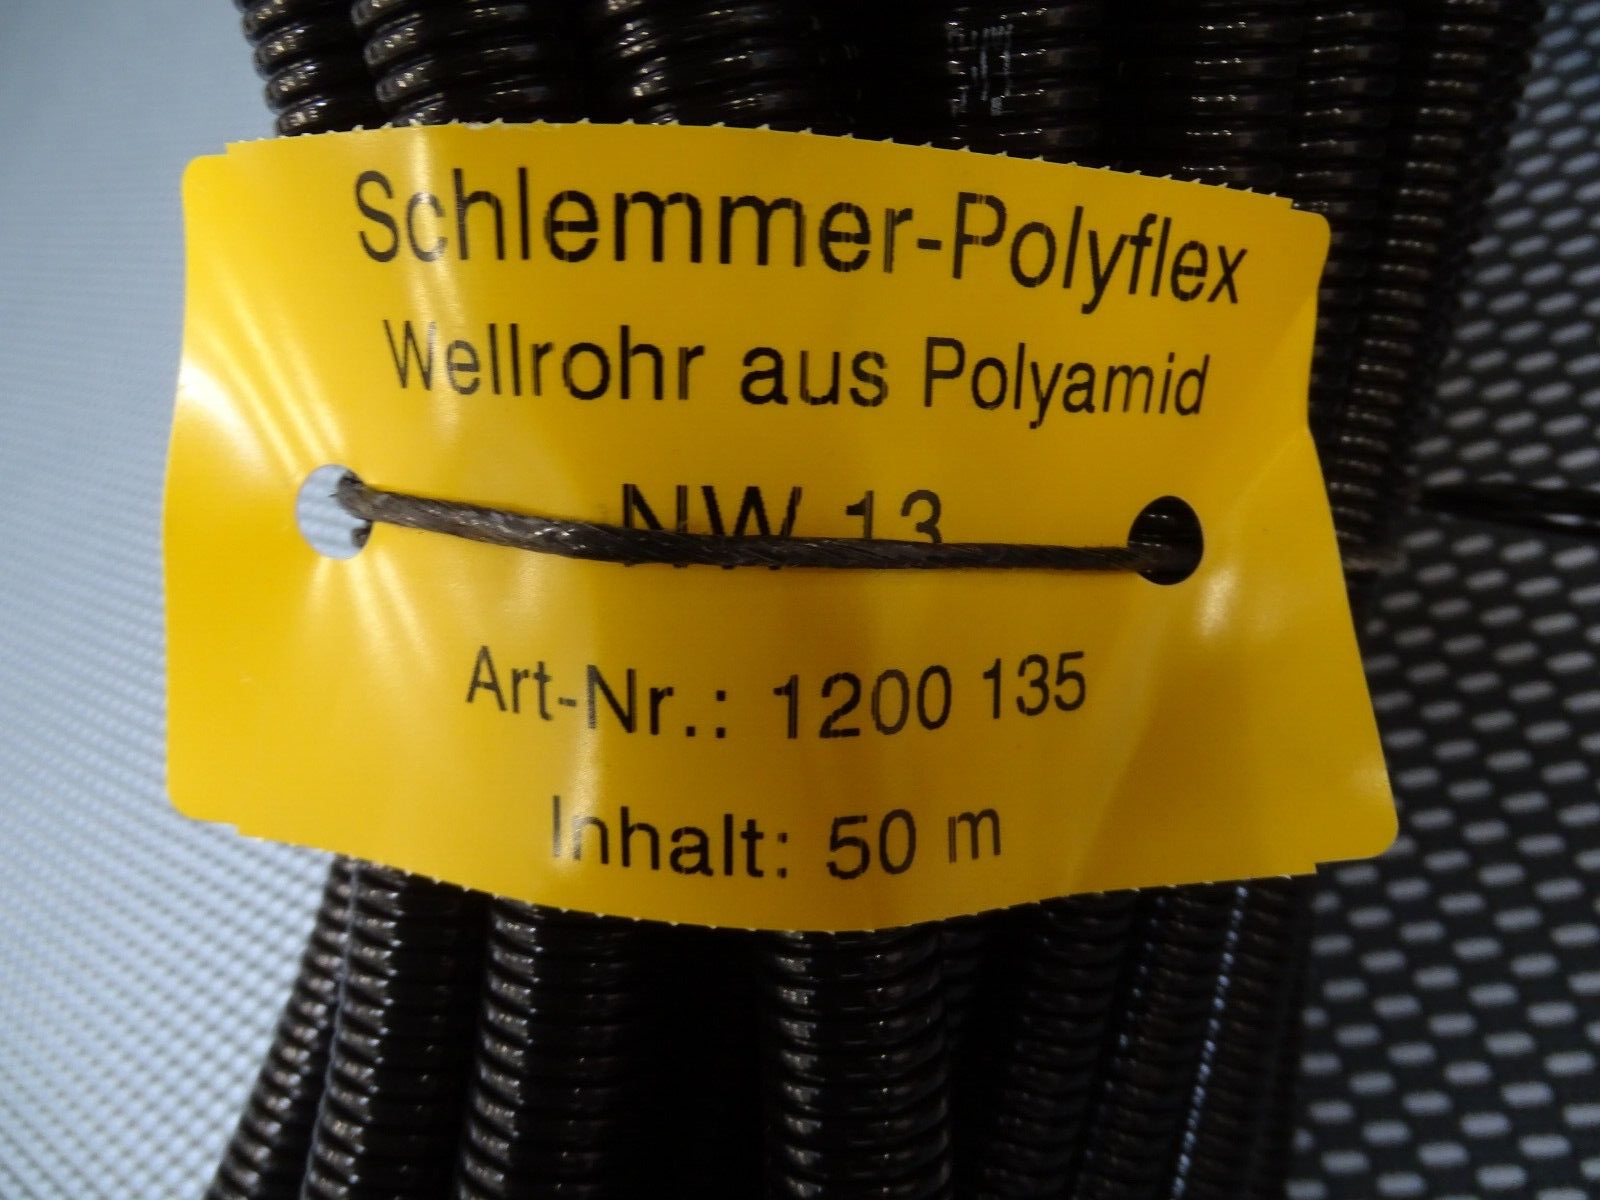 Schlemmer-Polyflex
Wellrohr aus Polyamid
NW 13
Art-Nr.: 1200 135
Inhalt: 50 m